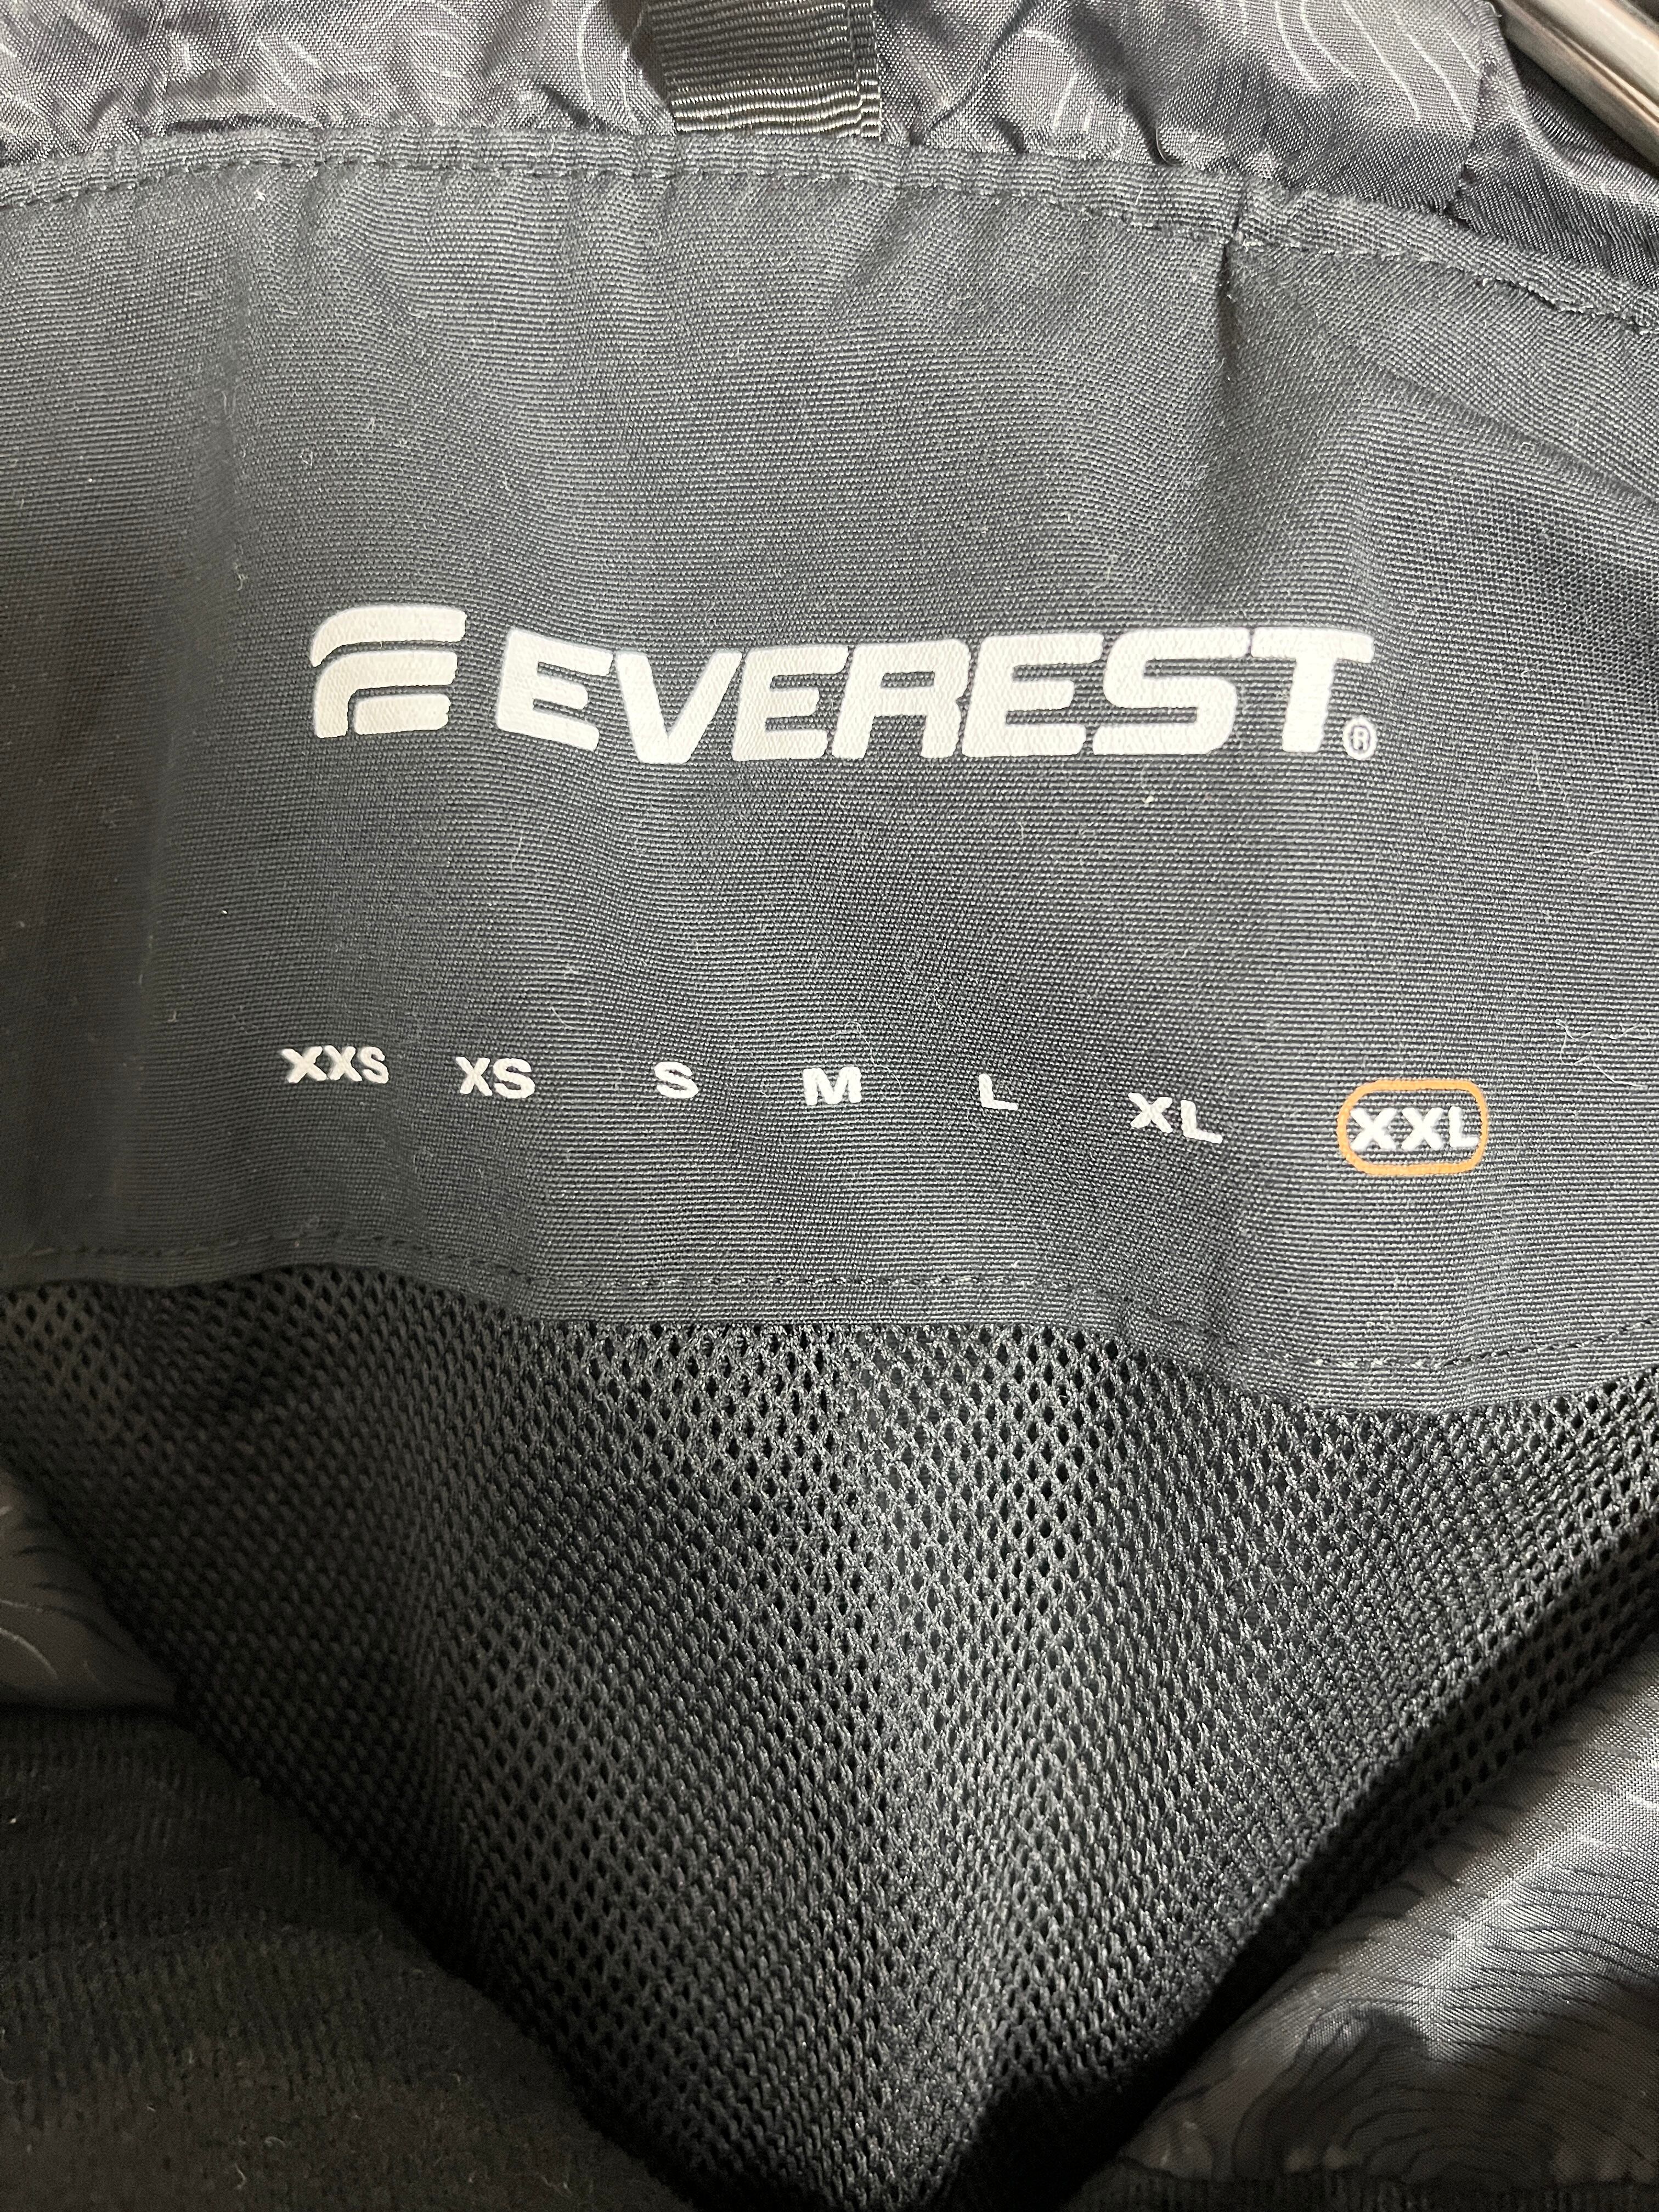 EVEREST®
XXS XS S M L XL XXL